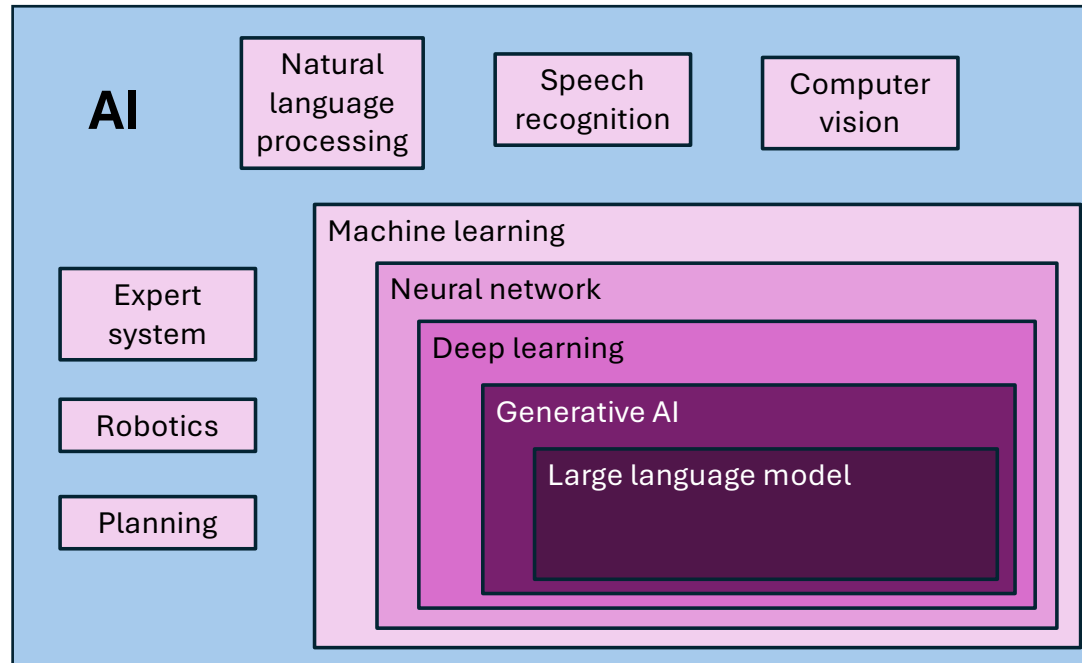 AI
Natural
language
processing
Speech
recognition
Computer
vision
Machine learning
Neural network
Deep learning
Generative AI
Large language model
Expert
system
Robotics
Planning